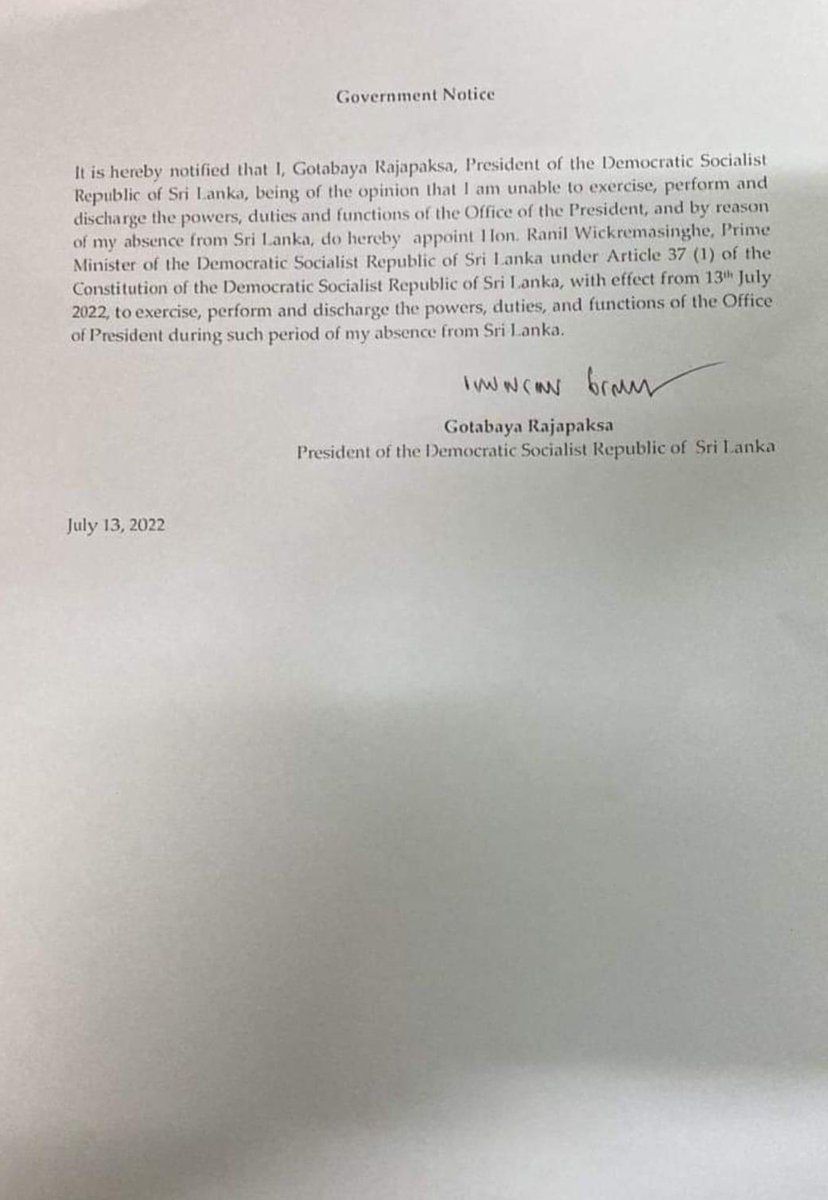 Government Notice
It is hereby notified that I, Gotabaya Rajapaksa, President of the Democratic Socialist
Republic of Sri Lanka, being of the opinion that I am unable to exercise, perform and
discharge the powers, duties and functions of the Office of the President, and by reason
of my absence from Sri Lanka, do hereby appoint Hon. Ranil Wickremasinghe, Prime
Minister of the Democratic Socialist Republic of Sri Lanka under Article 37 (1) of the
Constitution of the Democratic Socialist Republic of Sri Lanka, with effect from 13th July
2022, to exercise, perform and discharge the powers, duties, and functions of the Office
of President during such period of my absence from Sri Lanka.
Gotabaya Rajapaksa
President of the Democratic Socialist Republic of Sri Lanka
July 13, 2022